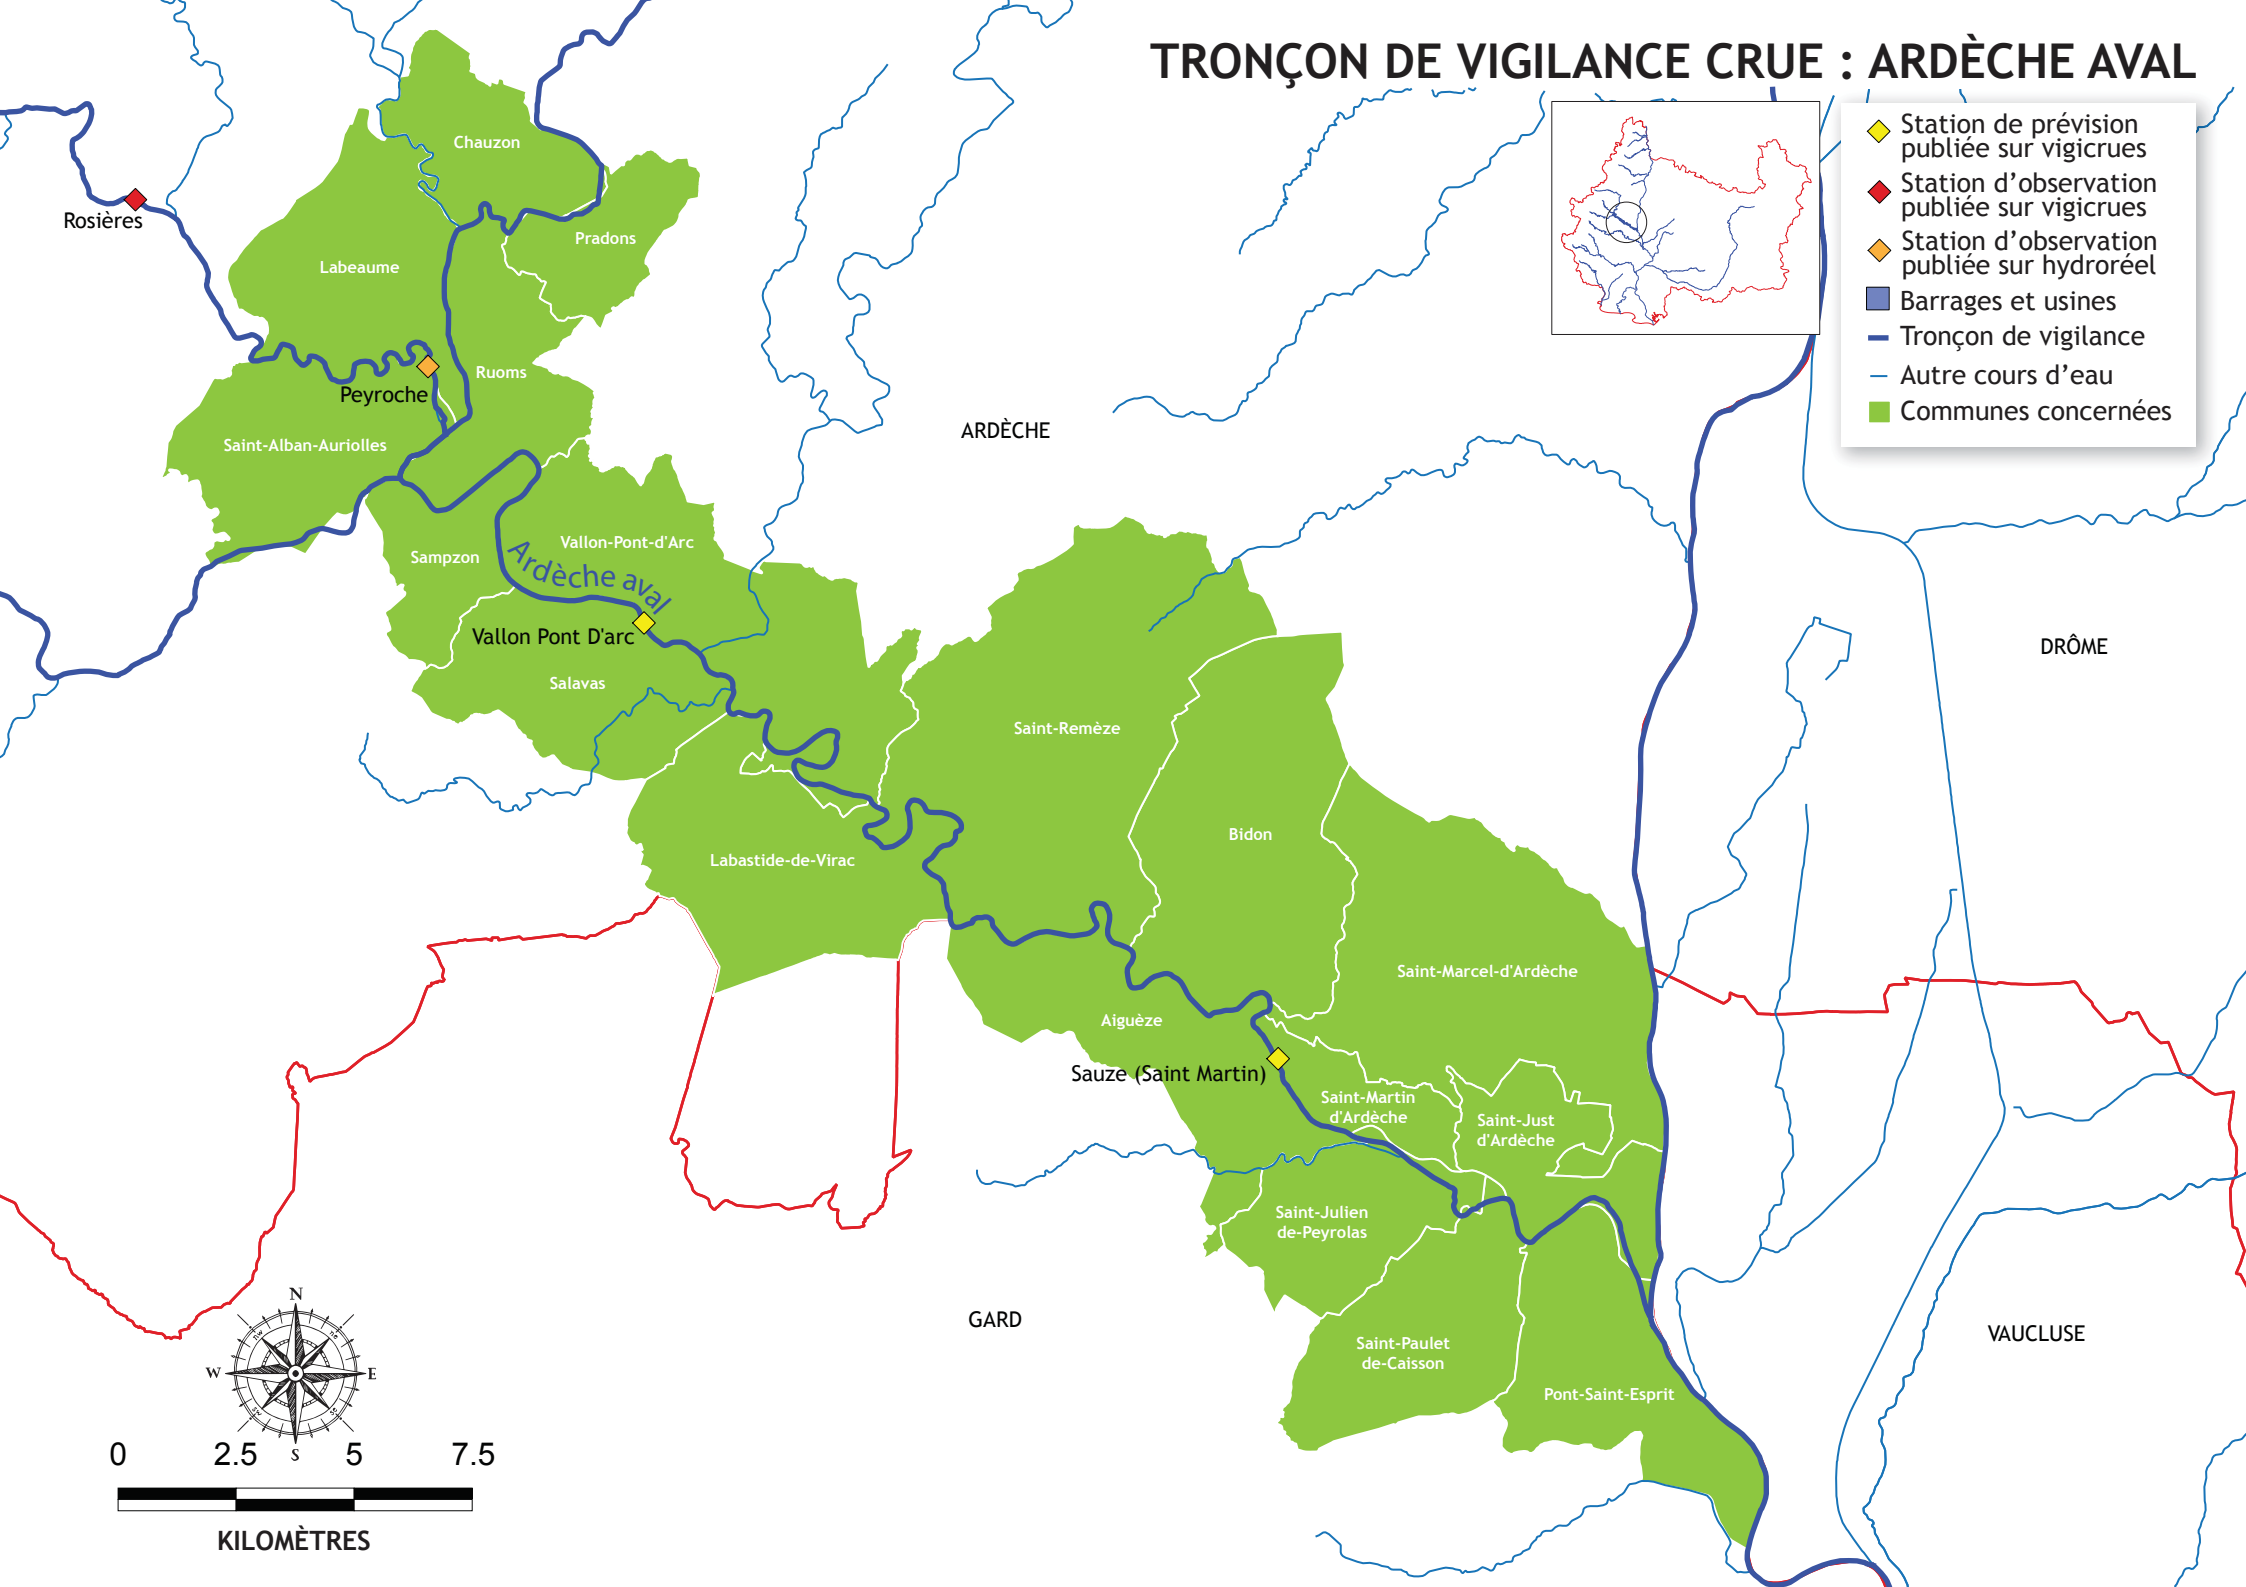 TRONÇON DE VIGILANCE CRUE : ARDÈCHE AVAL
Station de prévision
publiée sur vigicrues
Station d’observation
publiée sur vigicrues
Station d’observation
publiée sur hydroréel
Barrages et usines
Tronçon de vigilance
Autre cours d’eau
Communes concernées
Chauzon
Rosières
Pradons
Labeaume
Ruoms
Peyroche
Saint-Alban-Auriolles
ARDÈCHE
Sampzon
Vallon-Pont-d'Arc
Ardèche aval
Vallon Pont D'arc
DRÔME
Salavas
Saint-Remèze
Bidon
Labastide-de-Virac
Saint-Marcel-d'Ardèche
Aiguèze
Sauze (Saint Martin)
Saint-Martin
d'Ardèche
Saint-Just
d'Ardèche
Saint-Julien
de-Peyrolas
GARD
VAUCLUSE
Saint-Paulet
de-Caisson
Pont-Saint-Esprit
N
NW
NE
W
E
SW
SE
S
0 2.5 5 7.5
KILOMÈTRES